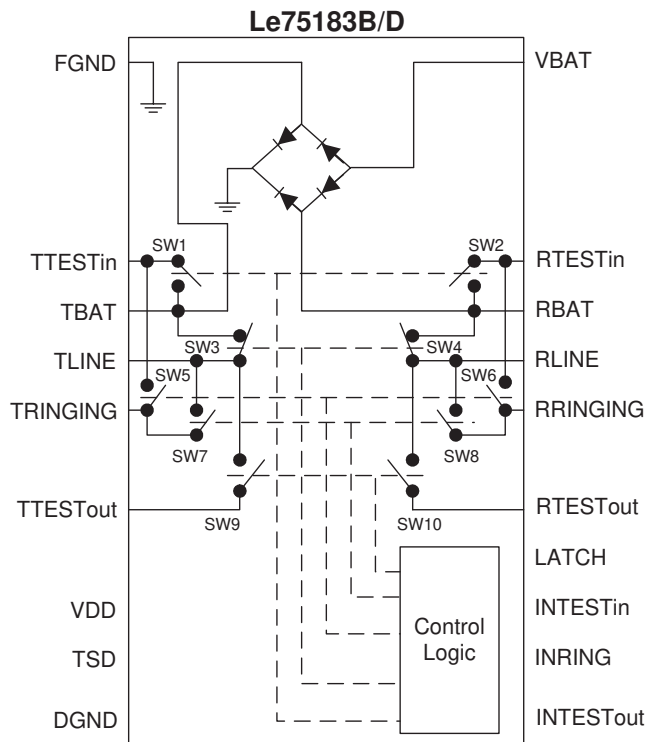 Le75183B/D
FGND
VBAT
SW1
SW2
TTESTin
RTESTin
TBAT
RBAT
SW3
SW4
TLINE
RLINE
SW5
SW6
TRINGING
RRINGING
SW7
SW8
TTESTout
SW9
SW10
RTESTout
LATCH
VDD
INTESTin
Control
Logic
TSD
INRING
DGND
INTESTout